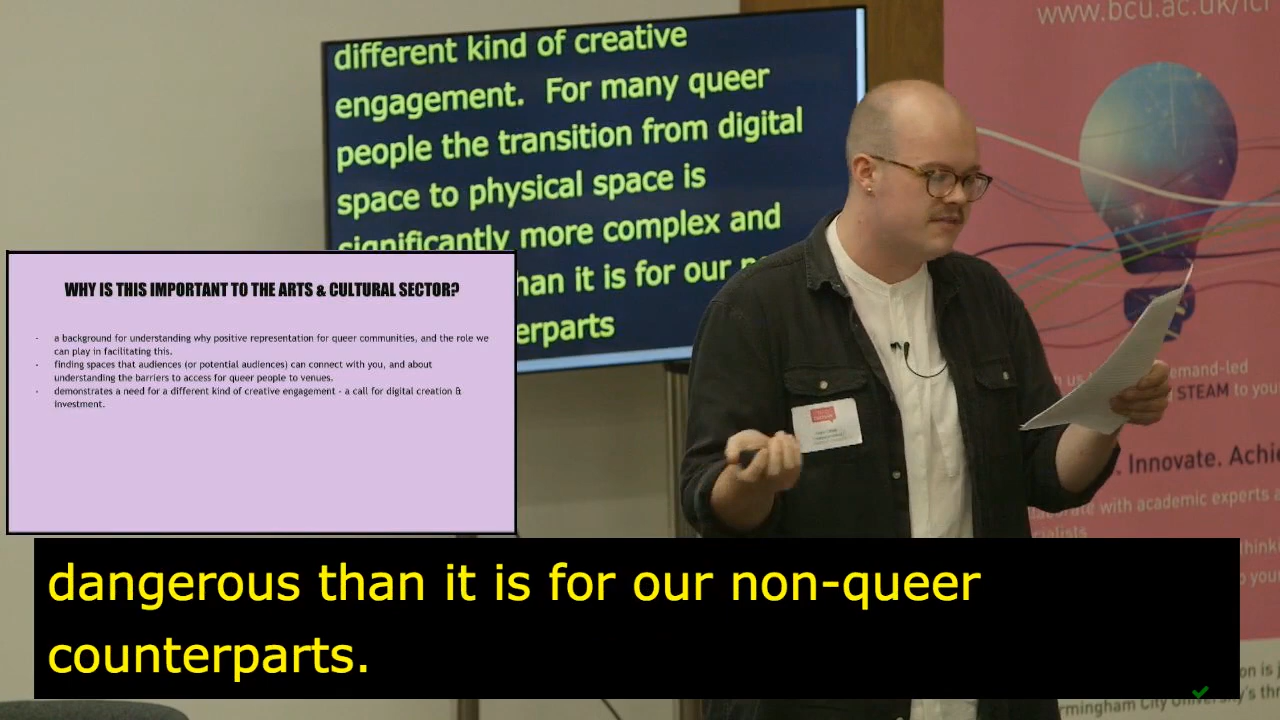 different kind of creative
engagement. For many queer
people the transition from digital
space to physical space is
significantly more complex and
than it is for our
www.bcu.ac.uk/icr
WHY IS THIS IMPORTANT TO THE ARTS & CULTURAL SECTOR?
- a background for understanding why positive representation for queer communities, and the role we
can play in facilitating this.
- finding spaces that audiences (or potential audiences) can connect with you, and about
understanding the barriers to access for queer people to venues.
- demonstrates a need for a different kind of creative engagement - a call for digital creation &
investment.
STEAM to
Innovate.
with academic experts
dangerous than it is for our non-queer
counterparts.